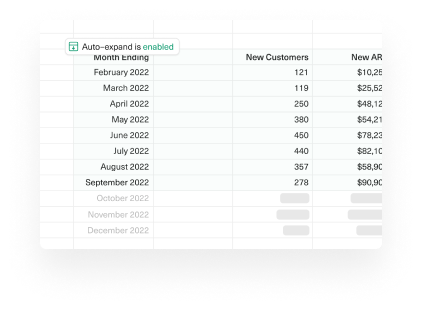 Auto-expand is enabled
Month Ending New Customers New AR
February 2022 121 $10,25
March 2022 119 $25,52
April 2022 250 $48,12
May 2022 380 $54,21
June 2022 450 $78,23
July 2022 440 $82,10
August 2022 357 $58,90
September 2022 278 $90,90
October 2022
November 2022
December 2022